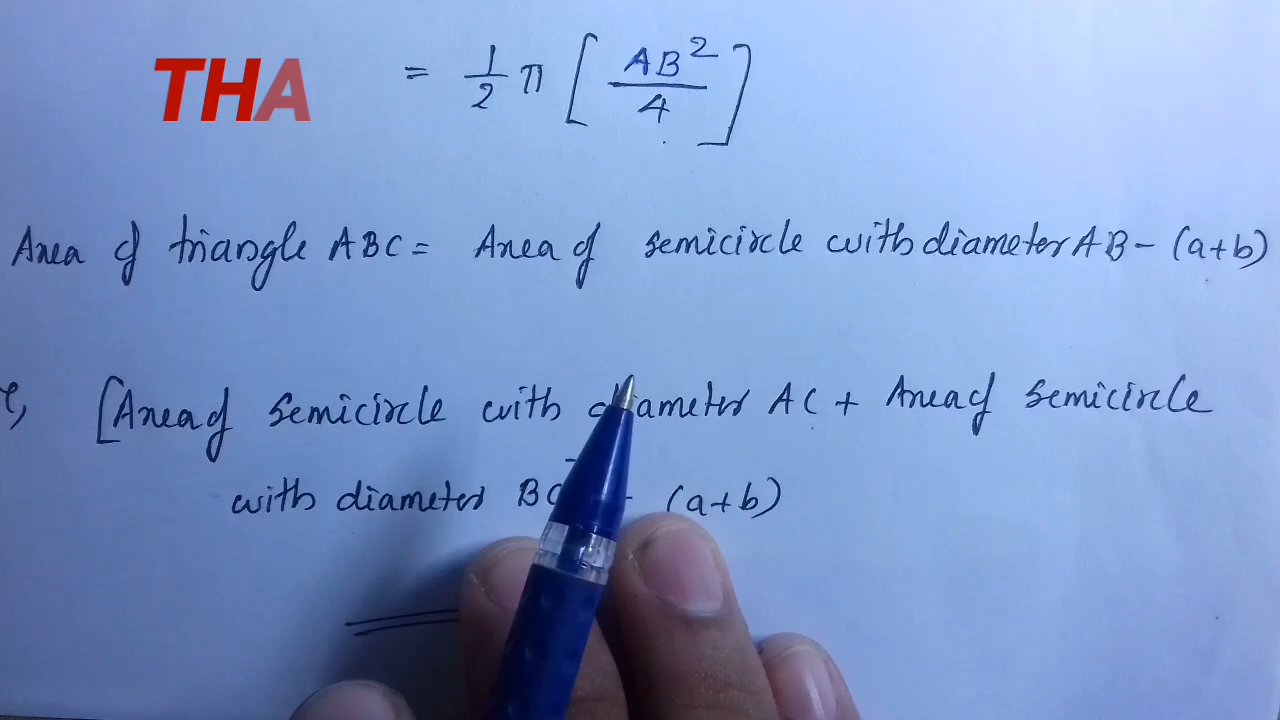 THA
= 1/2 π [ AB²/4 ]
Area of triangle ABC = Area of semicircle with diameter AB - (a+b)
[Area of semicircle with diameter AC + Area of semicircle
with diameter (a+b)